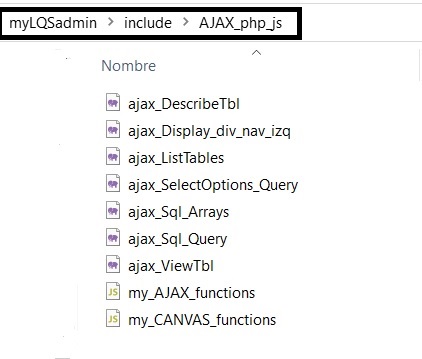 myLQSadmin > include > AJAX_php_js
Nombre
ajax_DescribeTbl
ajax_Display_div_nav_izq
ajax_ListTables
ajax_SelectOptions_Query
ajax_Sql_Arrays
ajax_Sql_Query
ajax_ViewTbl
JS my_AJAX_functions
JS my_CANVAS_functions